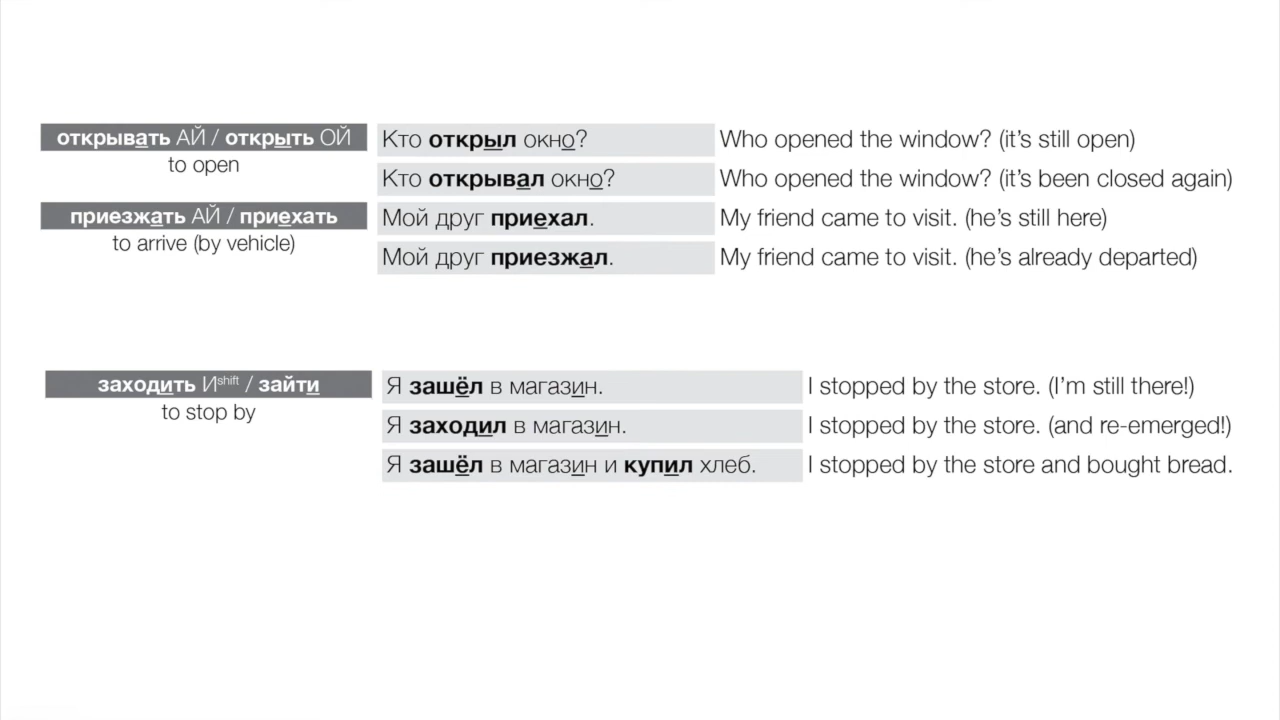 открывать АЙ / открыть ОЙ Кто открыл окно? Who opened the window? (it’s still open)
to open
Кто открывал окно? Who opened the window? (it’s been closed again)
приезжать АЙ / приехать Мой друг приехал. My friend came to visit. (he’s still here)
to arrive (by vehicle)
Мой друг приезжал. My friend came to visit. (he’s already departed)
заходить Иshift / зайти Я зашёл в магазин. I stopped by the store. (I’m still there!)
to stop by
Я заходил в магазин. I stopped by the store. (and re-emerged!)
Я зашёл в магазин и купил хлеб. I stopped by the store and bought bread.